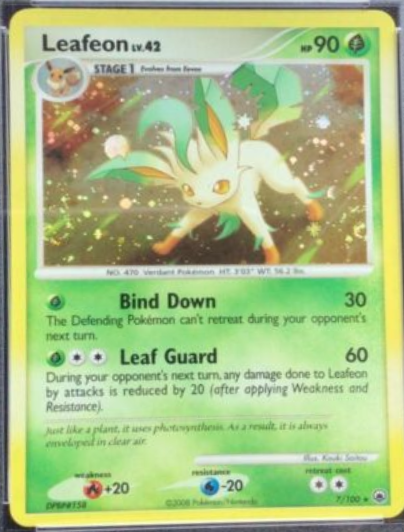 Leafeon LV.42 HP 90
STAGE 1 Evolves from Eevee
NO. 470 Verdant Pokémon HT: 3'03" WT: 56.2 lbs.
Bind Down 30
The Defending Pokémon can't retreat during your opponent's
next turn.
Leaf Guard 60
During your opponent's next turn, any damage done to Leafeon
by attacks is reduced by 20 (after applying Weakness and
Resistance).
Just like a plant, it uses photosynthesis. As a result, it is always
enveloped in clear air.
Illus. Kouki Saitou
weakness resistance retreat cost
+20 -20
DPBP#158 ©2008 Pokémon/Nintendo 7/100